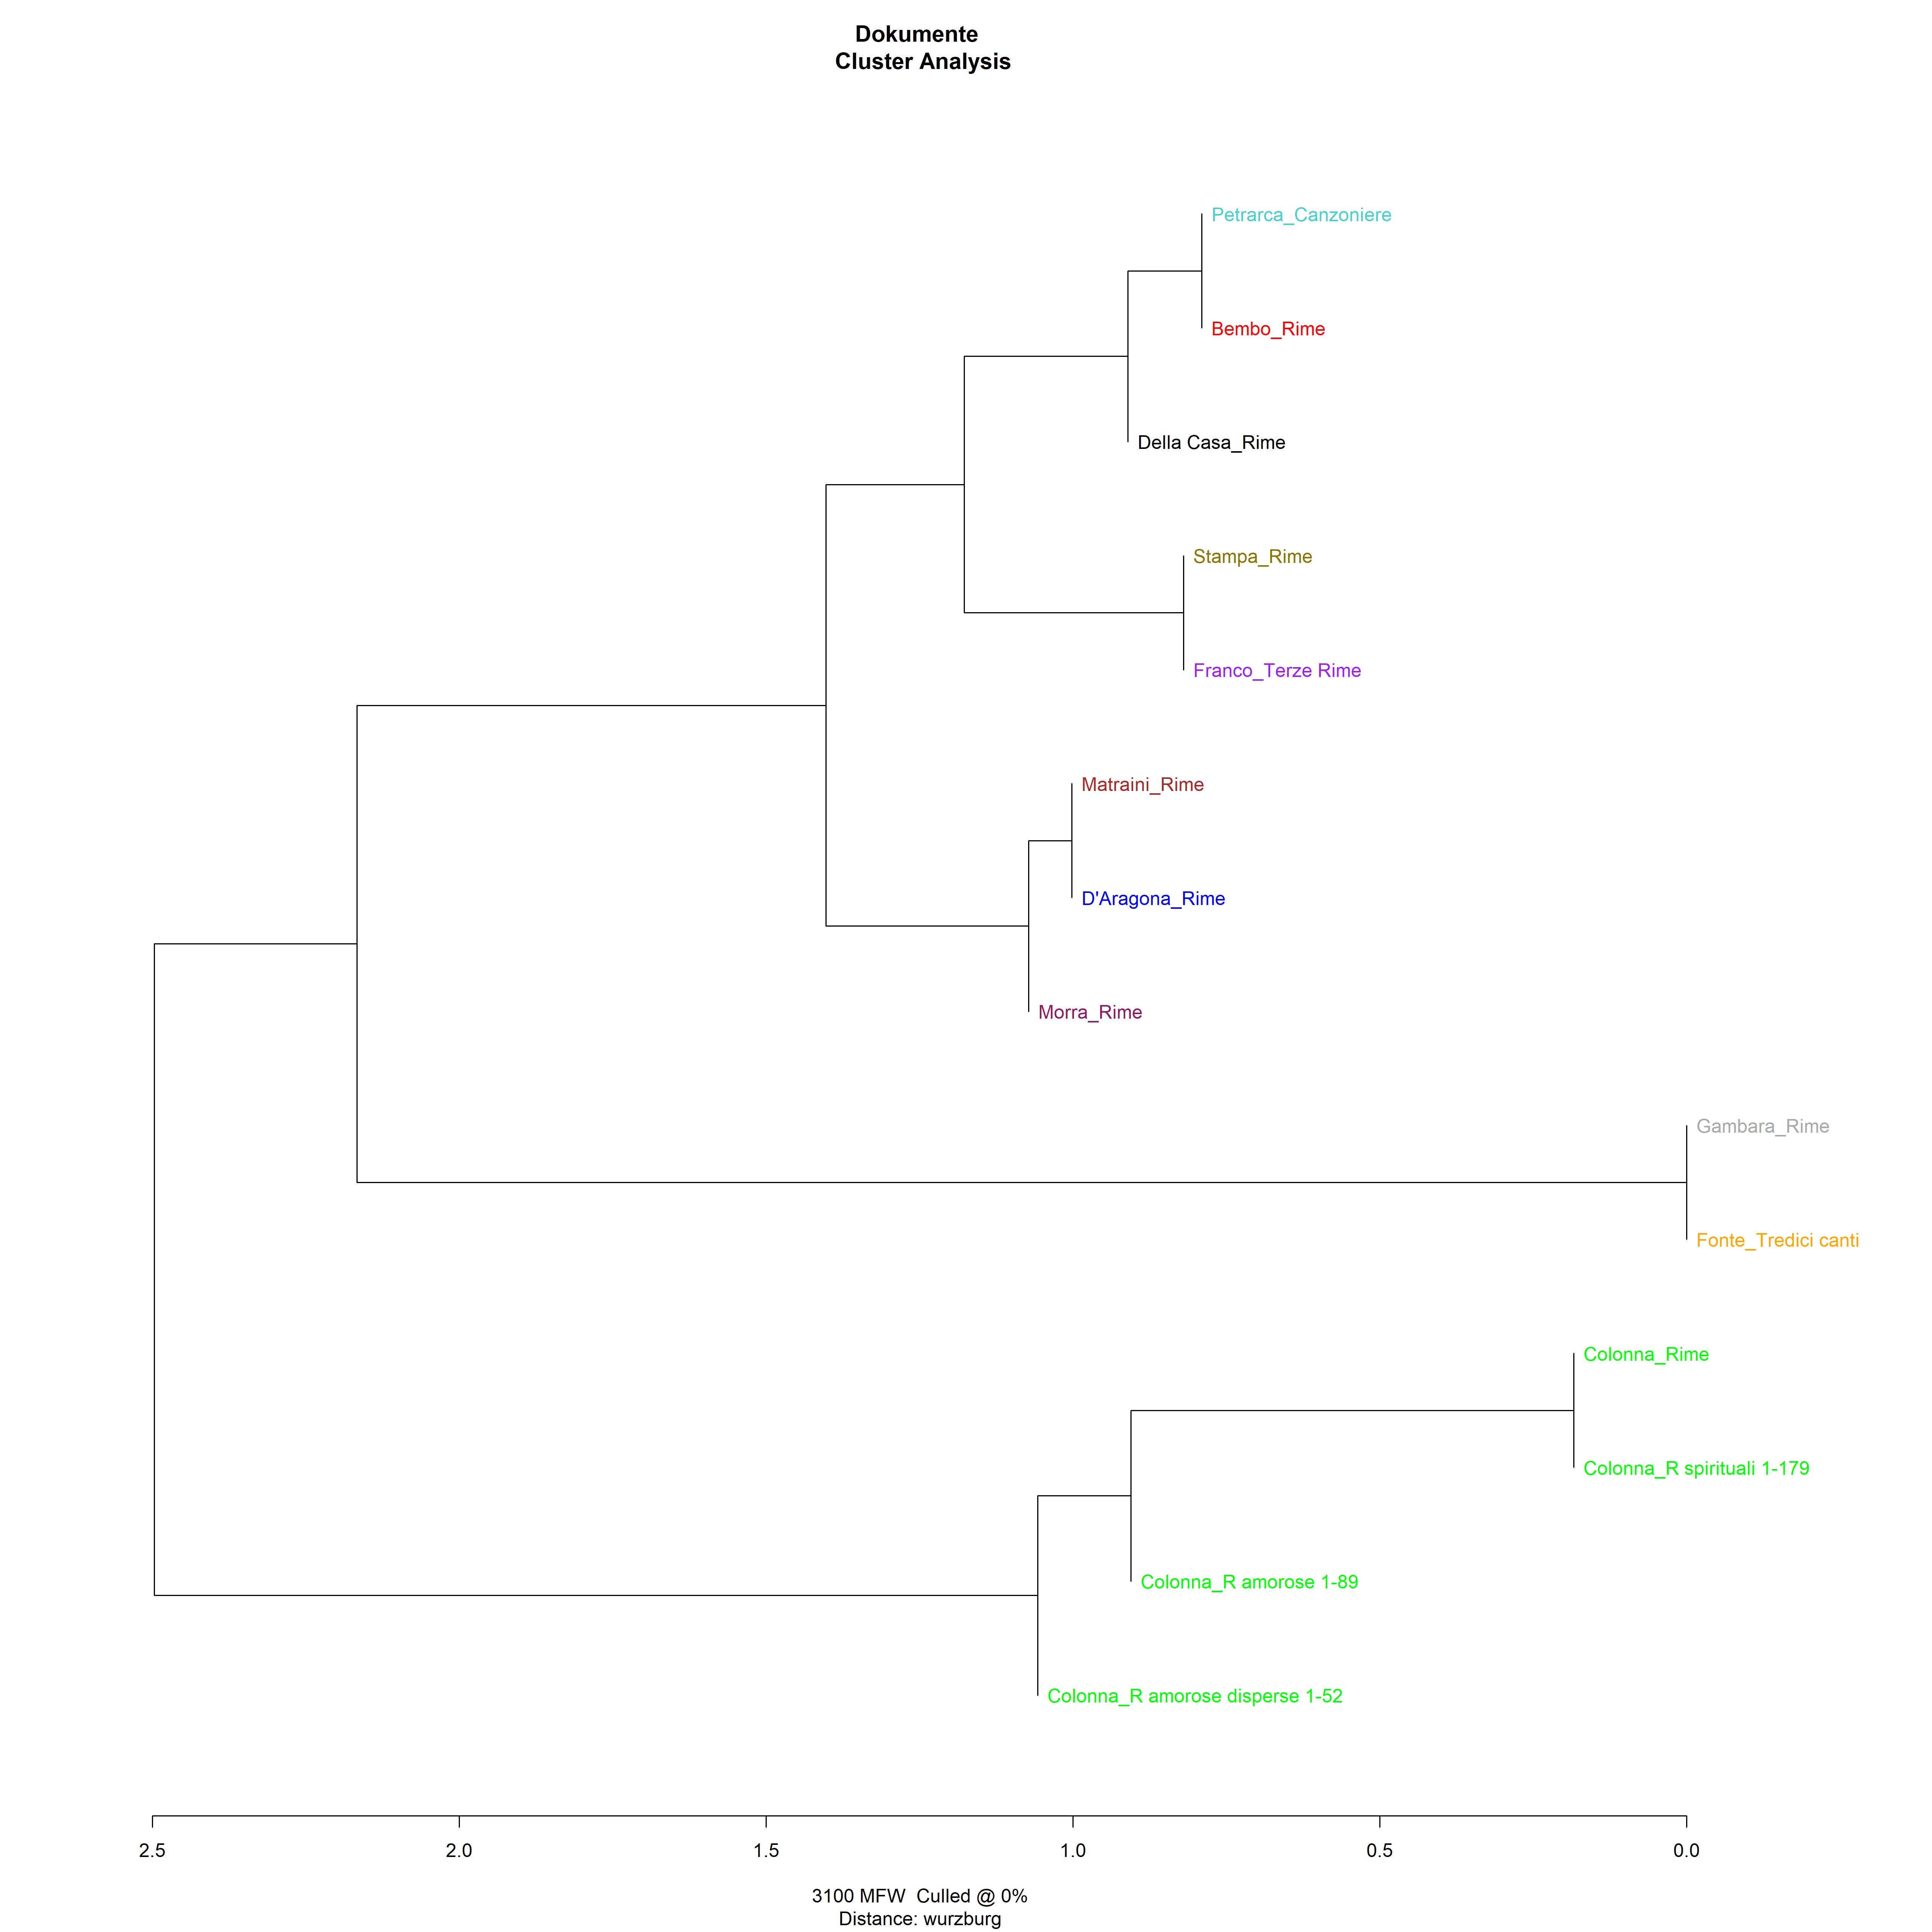 Dokumente
Cluster Analysis
Petrarca_Canzoniere
Bembo_Rime
Della Casa_Rime
Stampa_Rime
Franco_Terze Rime
Matraini_Rime
D'Aragona_Rime
Morra_Rime
Gambara_Rime
Fonte_Tredici canti
Colonna_Rime
Colonna_R spirituali 1-179
Colonna_R amorose 1-89
Colonna_R amorose disperse 1-52
2.5 2.0 1.5 1.0 0.5 0.0
3100 MFW  Culled @ 0%
Distance: wurzburg